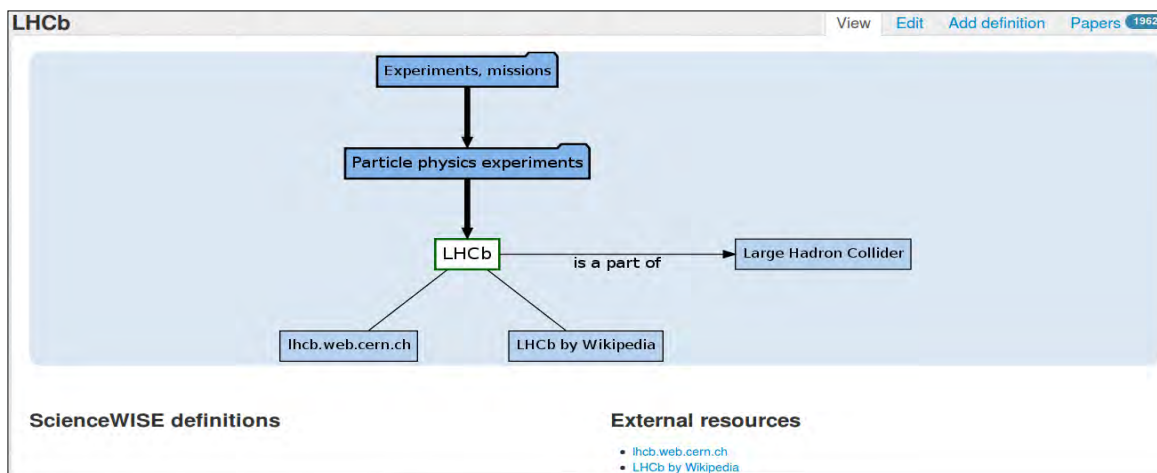 LHCb
View Edit Add definition Papers 1962
Experiments, missions
Particle physics experiments
LHCb
is a part of
Large Hadron Collider
lhcb.web.cern.ch
LHCb by Wikipedia
ScienceWISE definitions
External resources
lhcb.web.cern.ch
LHCb by Wikipedia